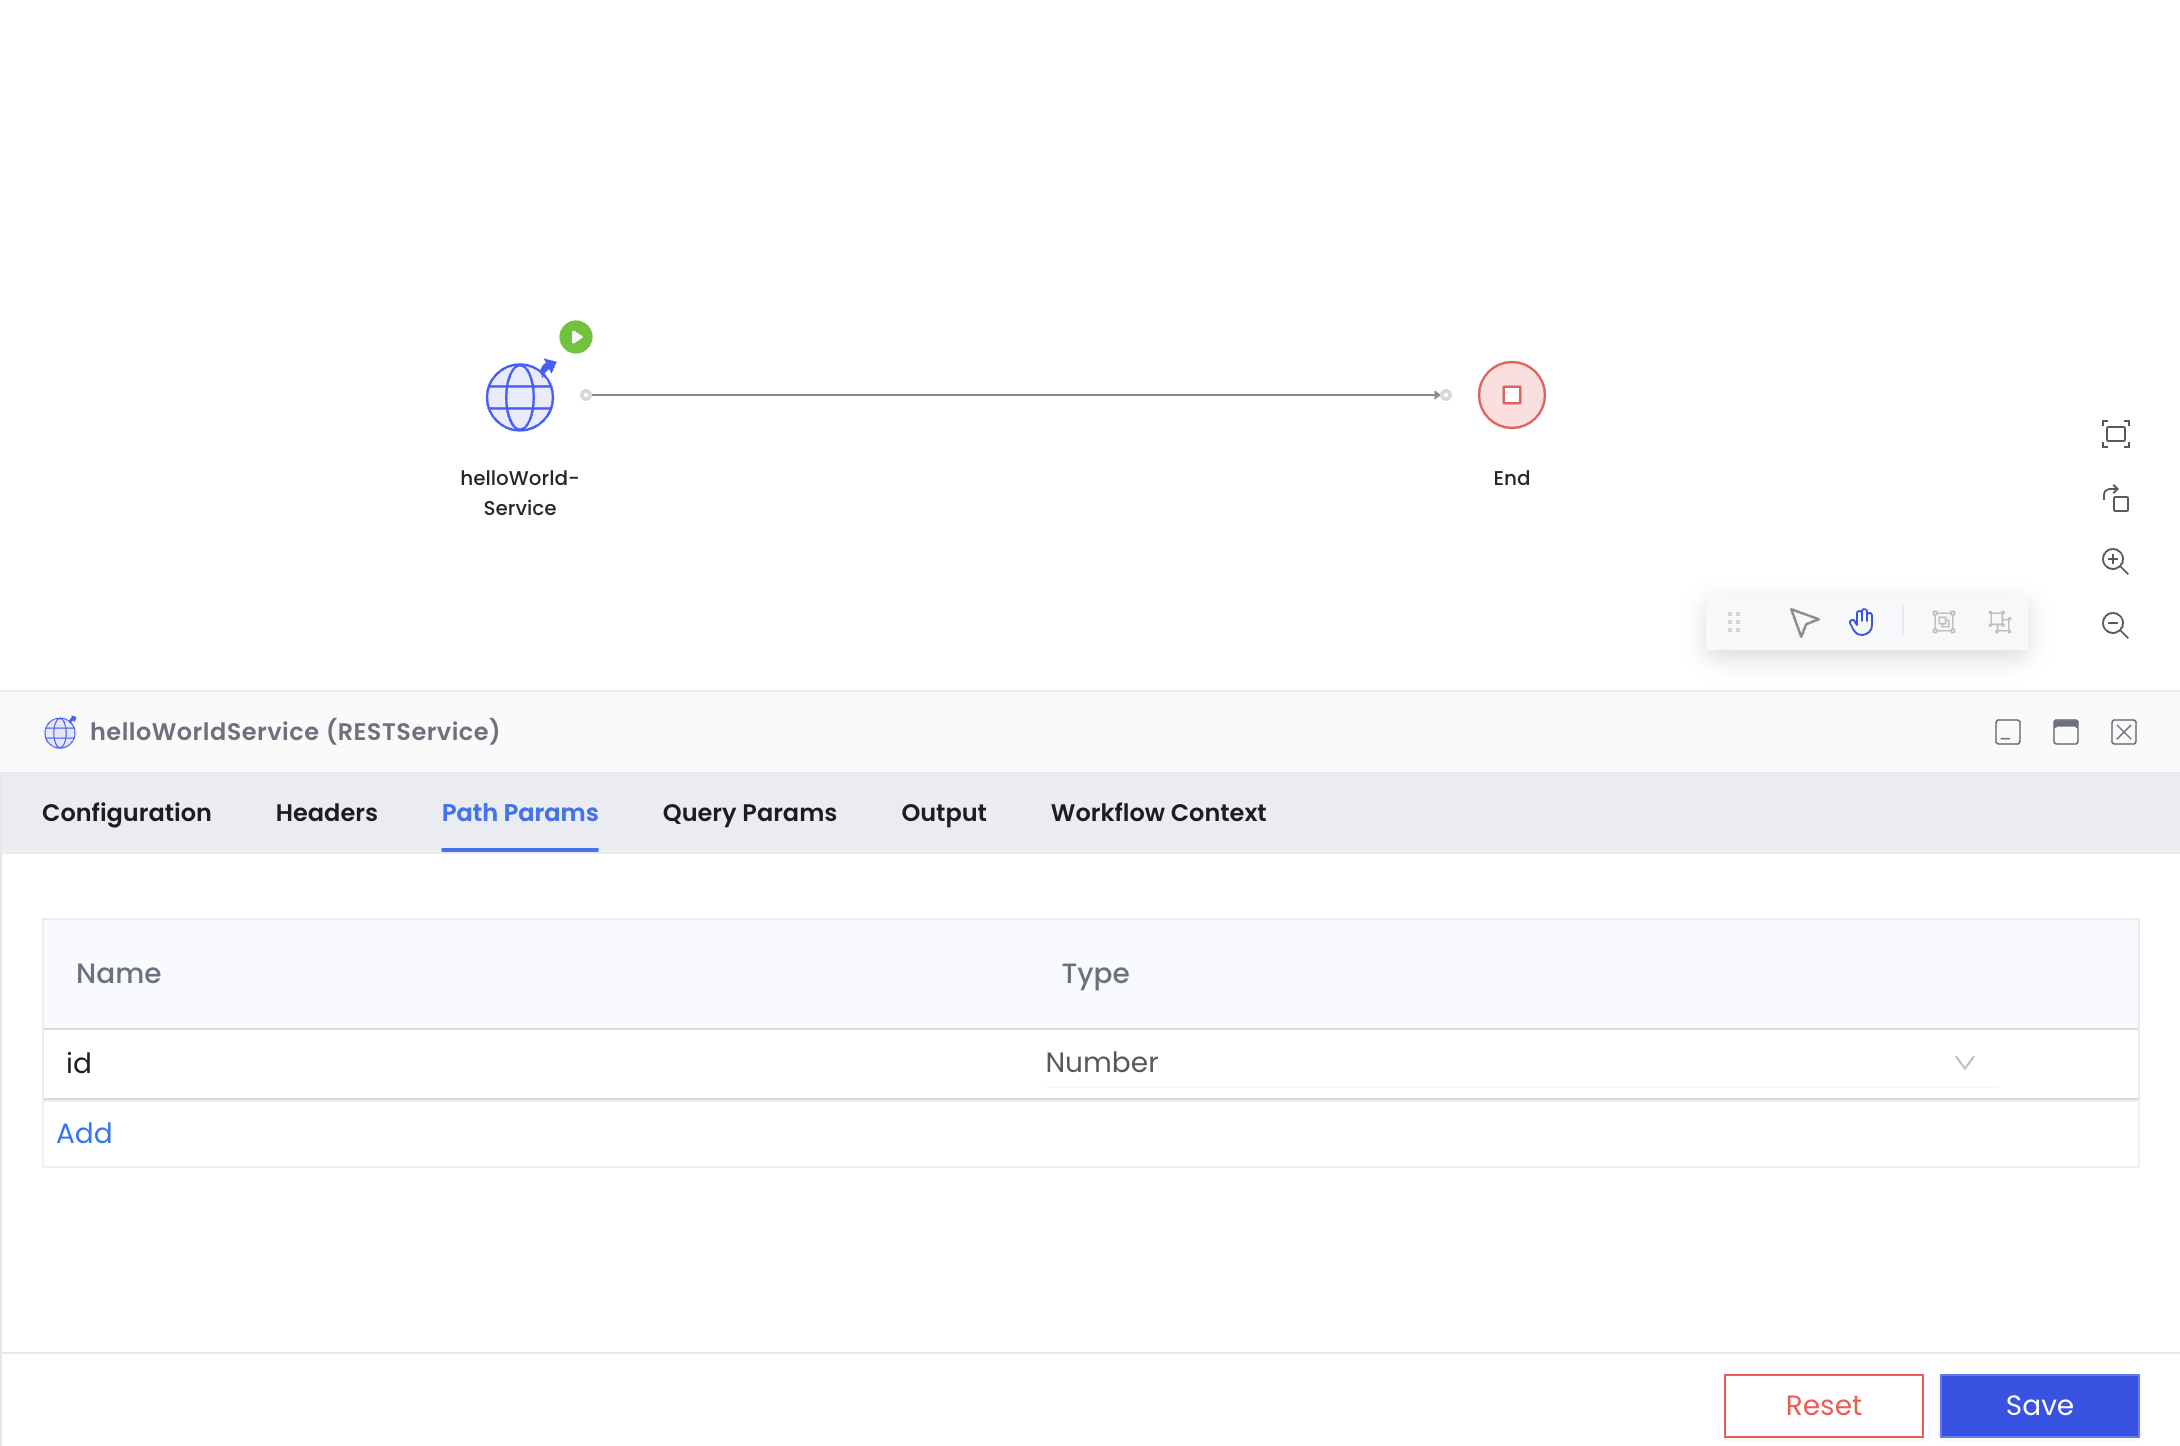 helloWorld-
Service
End
helloWorldService (RESTService)
Configuration Headers Path Params Query Params Output Workflow Context
Name Type
id Number
Add
Reset Save